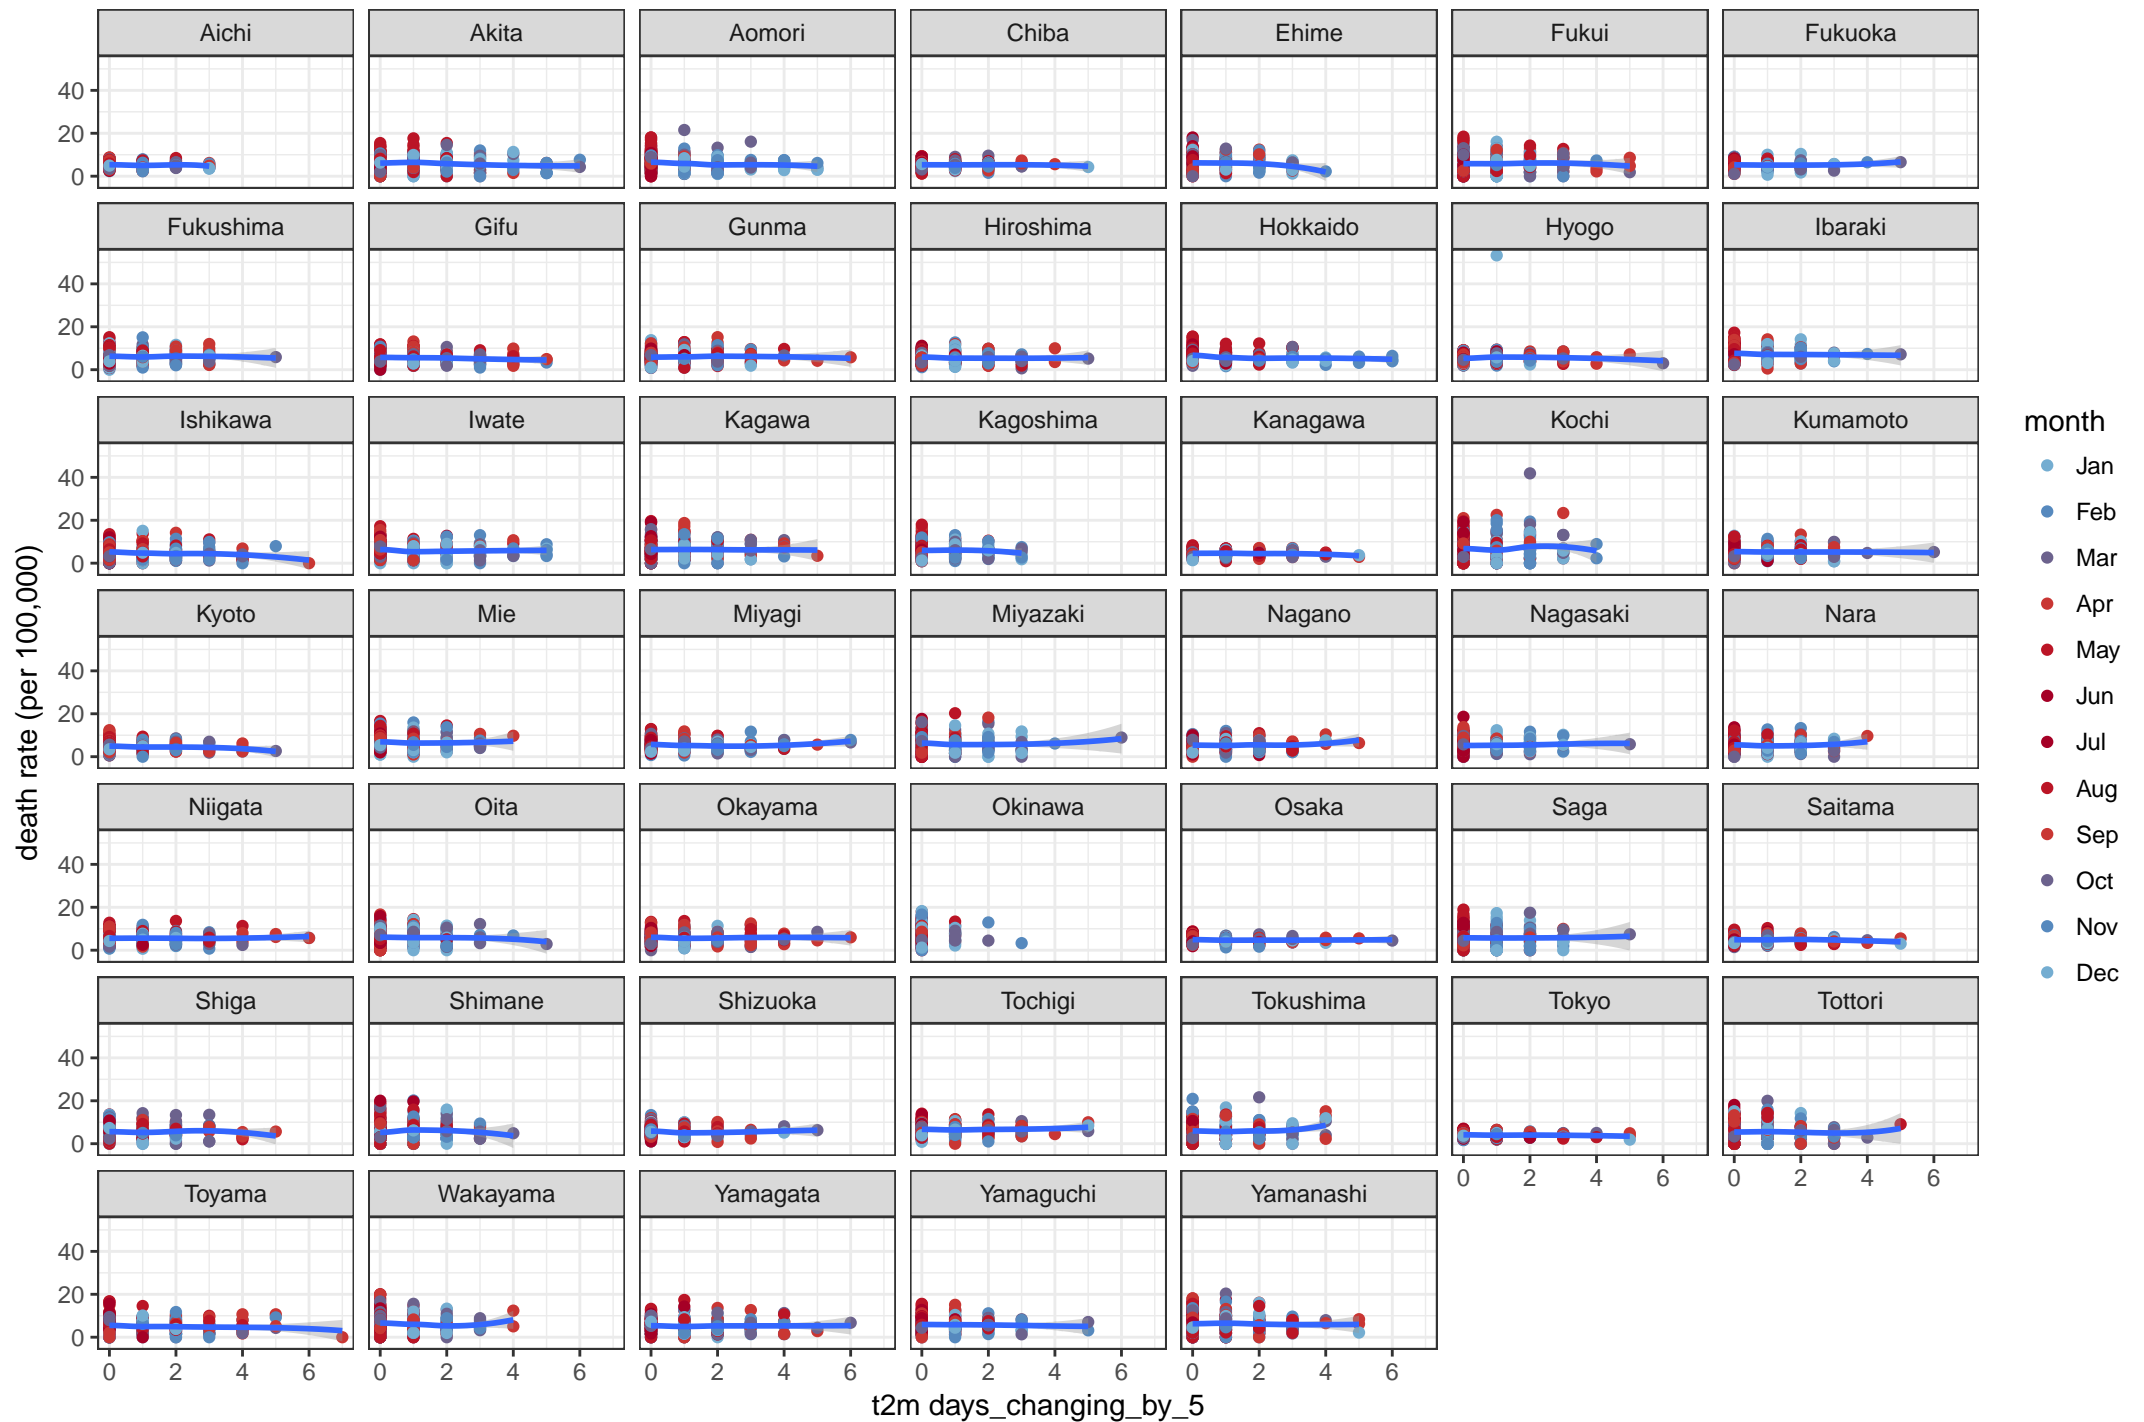 Aichi Akita Aomori Chiba Ehime Fukui Fukuoka
40
20
0
Fukushima Gifu Gunma Hiroshima Hokkaido Hyogo Ibaraki
40
20
0
Ishikawa Iwate Kagawa Kagoshima Kanagawa Kochi Kumamoto
40
20
0
Kyoto Mie Miyagi Miyazaki Nagano Nagasaki Nara
40
20
0
Niigata Oita Okayama Okinawa Osaka Saga Saitama
40
20
0
Shiga Shimane Shizuoka Tochigi Tokushima Tokyo Tottori
40
20
0
0 2 4 6 0 2 4 6
Toyama Wakayama Yamagata Yamaguchi Yamanashi
40
20
0
0 2 4 6 0 2 4 6 0 2 4 6 0 2 4 6 0 2 4 6
t2m days_changing_by_5
death rate (per 100,000)
month
Jan
Feb
Mar
Apr
May
Jun
Jul
Aug
Sep
Oct
Nov
Dec